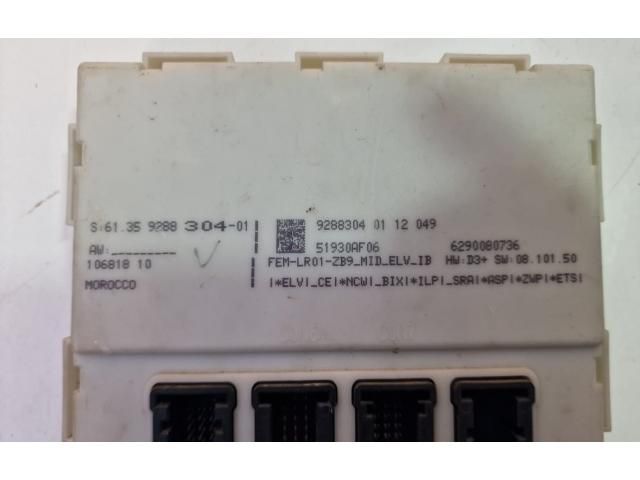 S:61.35 9288 304-01
AW:_________
106818 10
MOROCCO
9288304 01 12 049
51930AF06 6290080736
FEM-LR01-ZB9_MID_ELV_IB HW:D3+ SW:08.101.50
I*ELVI_CEI*NCWI_BIXI*ILPI_SRAI*ASPI*ZWPI*ETSI